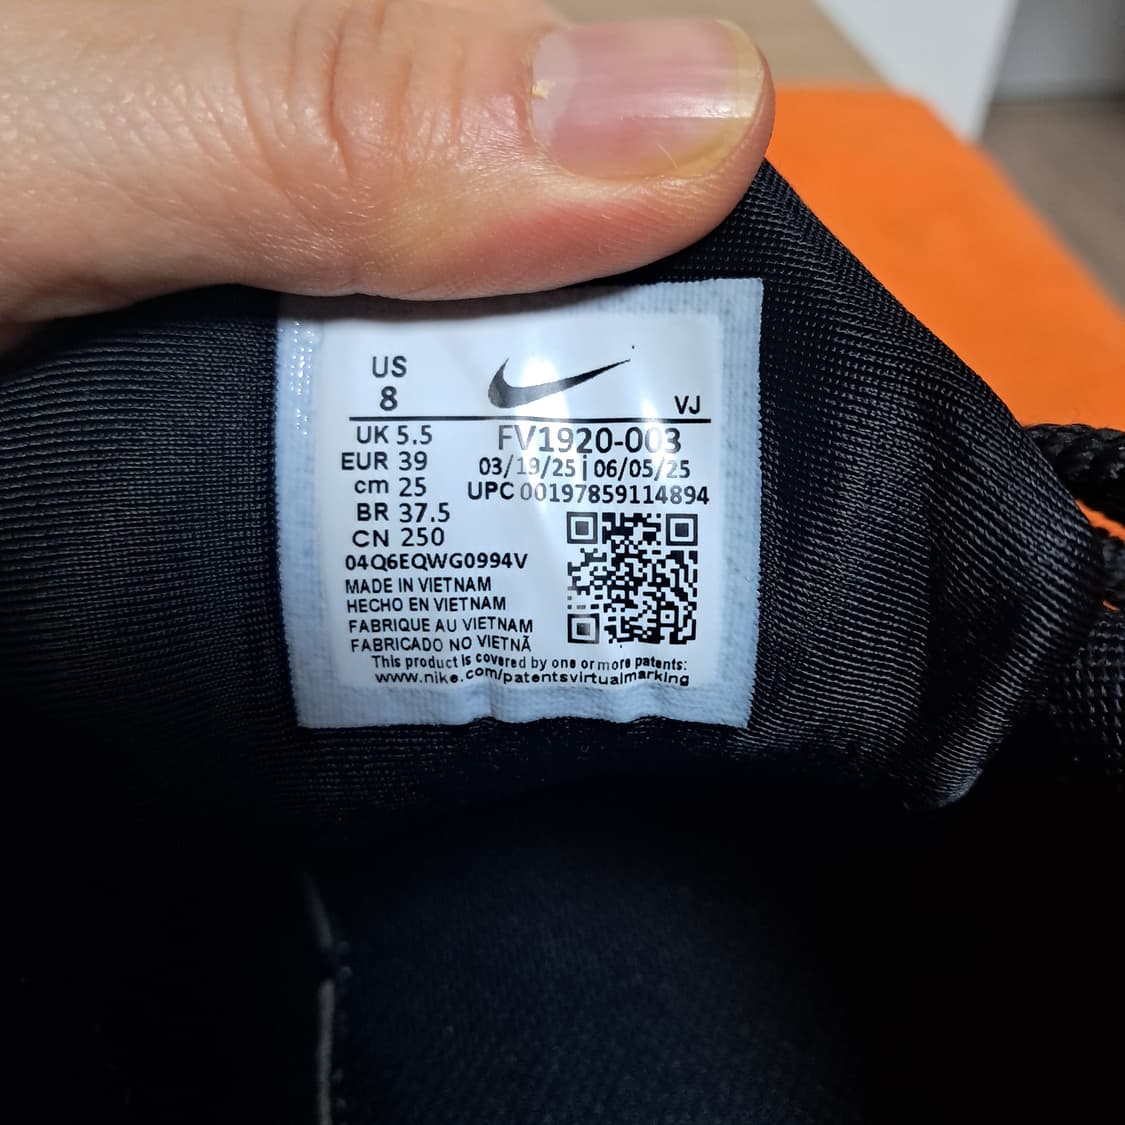 US
8
VJ
UK 5.5
FV1920-003
EUR 39
03/19/25 | 06/05/25
cm 25
UPC 00197859114894
BR 37.5
CN 250
04Q6EQWG0994V
MADE IN VIETNAM
HECHO EN VIETNAM
FABRIQUE AU VIETNAM
FABRICADO NO VIETNÃ
This product is covered by one or more patents:
www.nike.com/patentsvirtualmarking